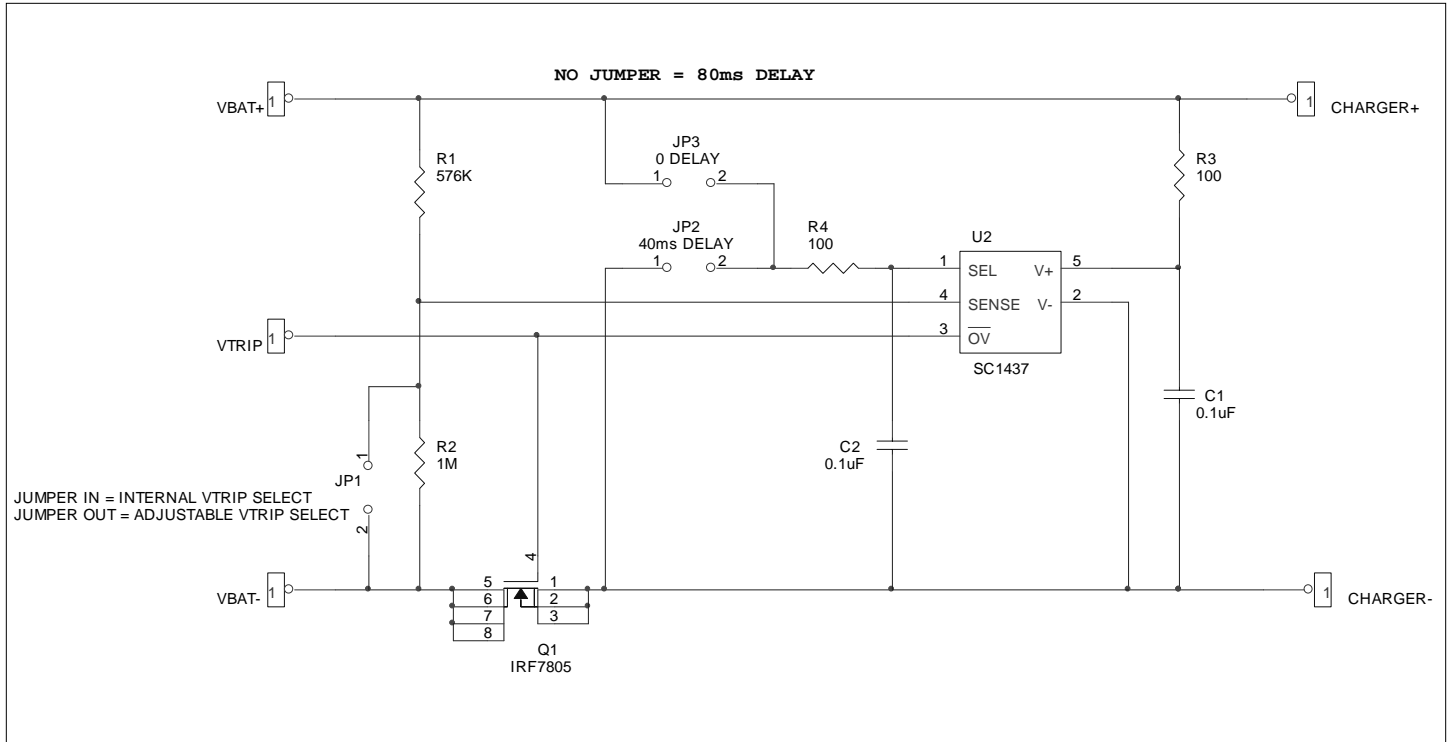 NO JUMPER = 80ms DELAY
VBAT+ 1
1 CHARGER+
R1
576K
JP3
0 DELAY
1 2
R3
100
JP2
40ms DELAY
1 2
R4
100
U2
1 SEL V+ 5
4 SENSE V- 2
3 OV
SC1437
VTRIP 1
C1
0.1uF
C2
0.1uF
R2
1M
1
JP1
2
JUMPER IN = INTERNAL VTRIP SELECT
JUMPER OUT = ADJUSTABLE VTRIP SELECT
4
VBAT- 1
5 1
6 2
7 3
8
Q1
IRF7805
1 CHARGER-